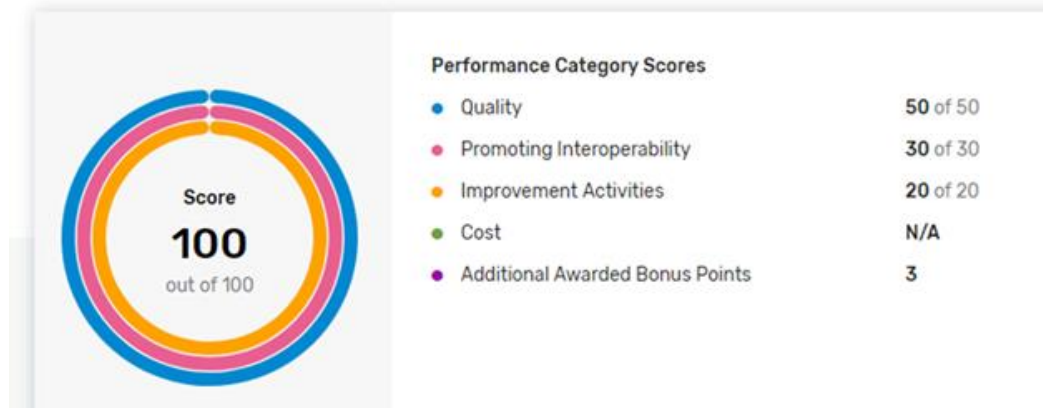 Score
100
out of 100
Performance Category Scores
Quality 50 of 50
Promoting Interoperability 30 of 30
Improvement Activities 20 of 20
Cost N/A
Additional Awarded Bonus Points 3